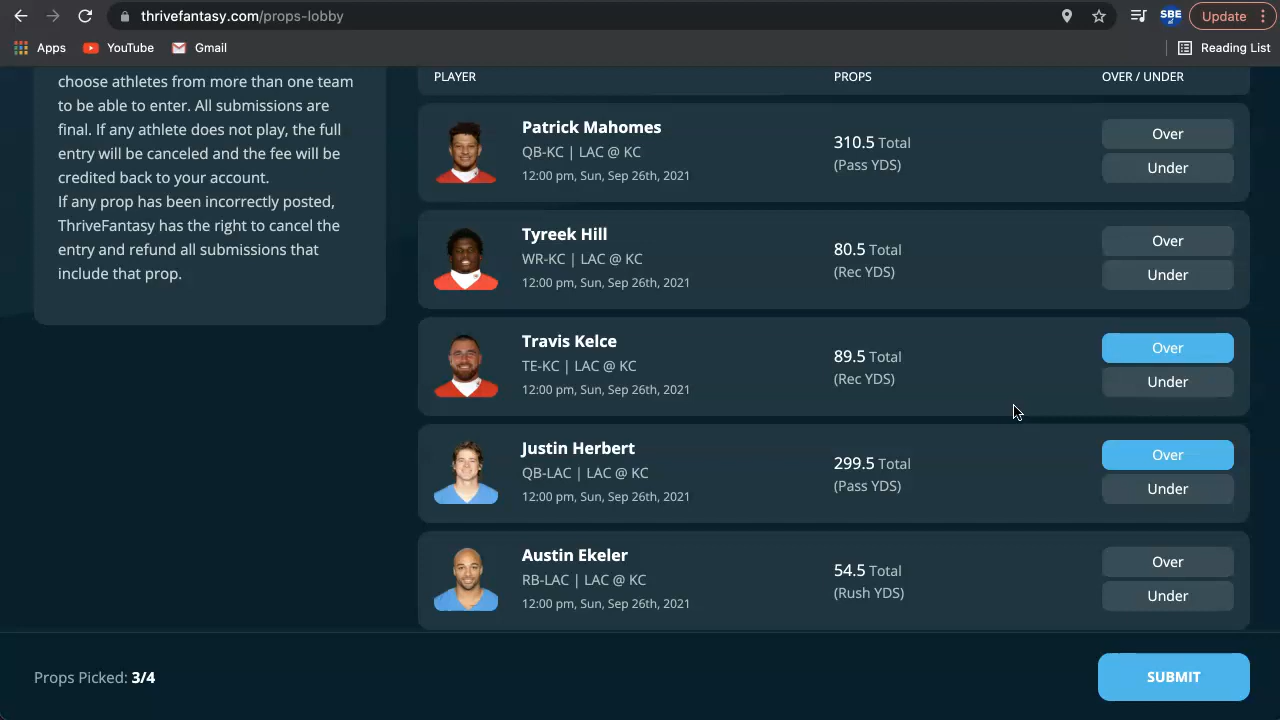 thrivefantasy.com/props-lobby
SBE
Update
Apps
YouTube
Gmail
Reading List
choose athletes from more than one team
to be able to enter. All submissions are
final. If any athlete does not play, the full
entry will be canceled and the fee will be
credited back to your account.
If any prop has been incorrectly posted,
ThriveFantasy has the right to cancel the
entry and refund all submissions that
include that prop.
PLAYER
PROPS
OVER / UNDER
Patrick Mahomes
QB-KC | LAC @ KC
12:00 pm, Sun, Sep 26th, 2021
310.5 Total
(Pass YDS)
Over
Under
Tyreek Hill
WR-KC | LAC @ KC
12:00 pm, Sun, Sep 26th, 2021
80.5 Total
(Rec YDS)
Over
Under
Travis Kelce
TE-KC | LAC @ KC
12:00 pm, Sun, Sep 26th, 2021
89.5 Total
(Rec YDS)
Over
Under
Justin Herbert
QB-LAC | LAC @ KC
12:00 pm, Sun, Sep 26th, 2021
299.5 Total
(Pass YDS)
Over
Under
Austin Ekeler
RB-LAC | LAC @ KC
12:00 pm, Sun, Sep 26th, 2021
54.5 Total
(Rush YDS)
Over
Under
Props Picked: 3/4
SUBMIT